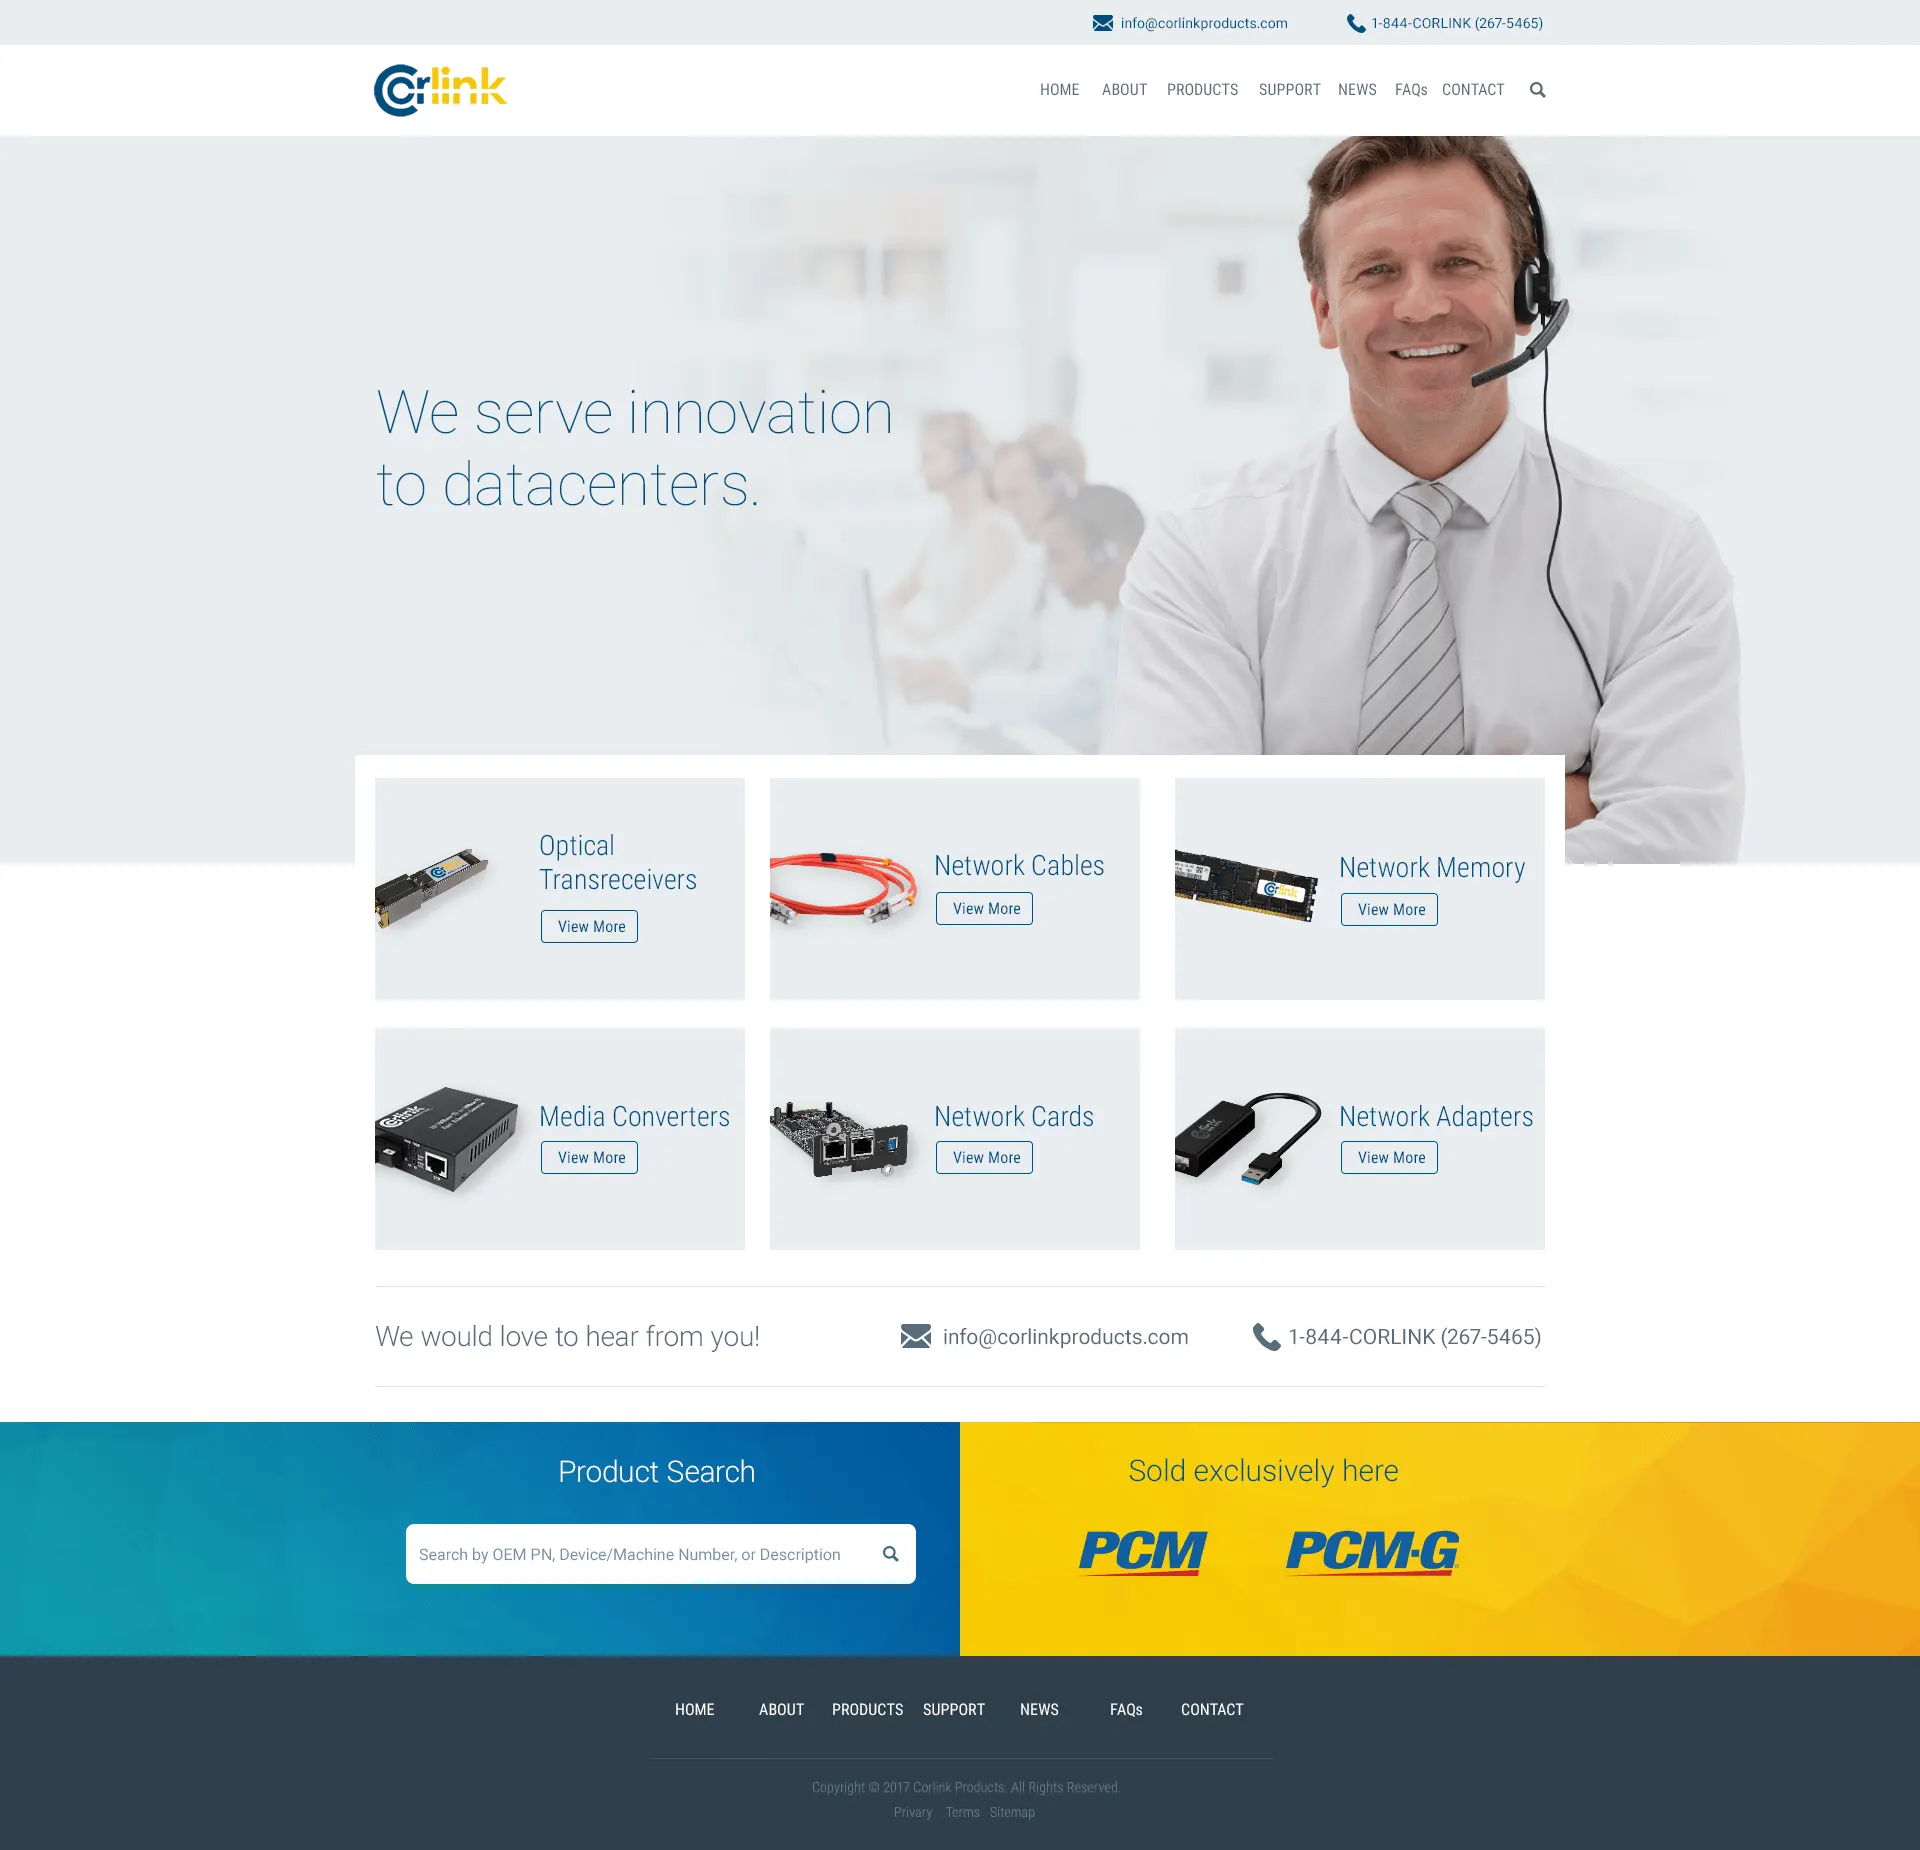 info@corlinkproducts.com
1-844-CORLINK (267-5465)
Corlink
HOME ABOUT PRODUCTS SUPPORT NEWS FAQs CONTACT
We serve innovation
to datacenters.
Optical
Transreceivers
View More
Network Cables
View More
Corlink
Network Memory
View More
Corlink
Media Converters
View More
Network Cards
View More
Corlink
Network Adapters
View More
We would love to hear from you!
info@corlinkproducts.com
1-844-CORLINK (267-5465)
Product Search
Search by OEM PN, Device/Machine Number, or Description
Sold exclusively here
PCM
PCM-G
HOME ABOUT PRODUCTS SUPPORT NEWS FAQs CONTACT
Copyright © 2017 Corlink Products. All Rights Reserved.
Privary Terms Sitemap